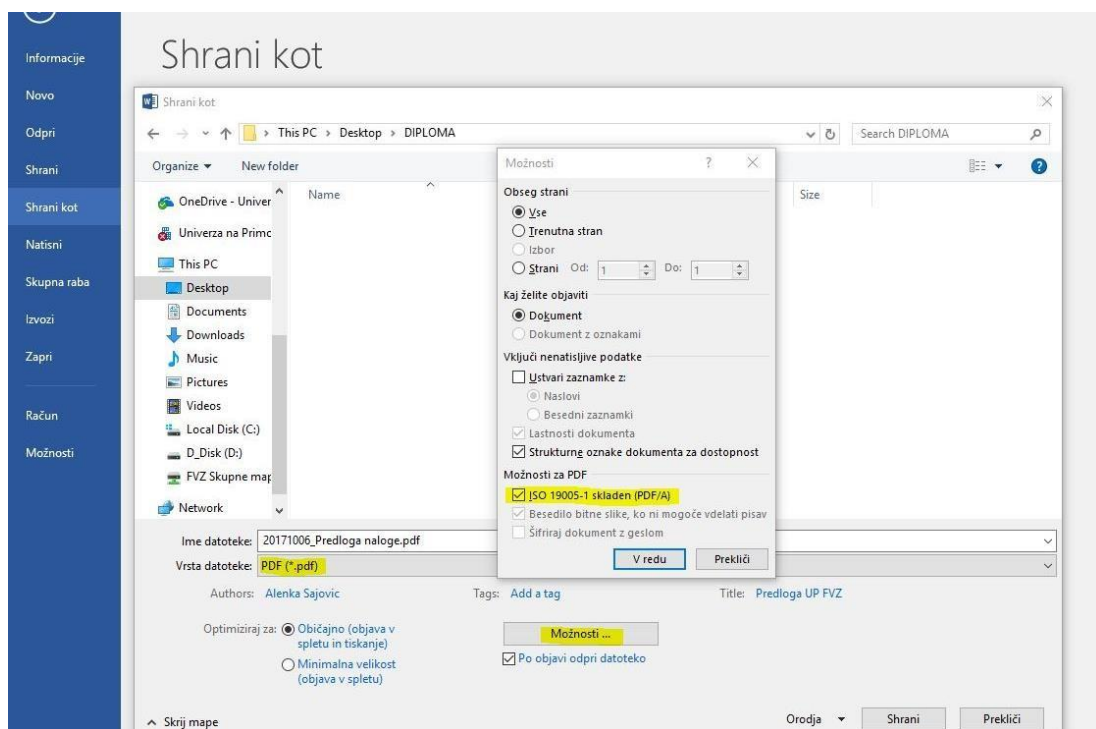 Shrani kot
Informacije
Novo
Odpri
Shrani
Shrani kot
Natisni
Skupna raba
Izvozi
Zapri
Račun
Možnosti
Shrani kot
This PC > Desktop > DIPLOMA
Search DIPLOMA
Organize
New folder
Name
Size
OneDrive - Univer
Univerza na Primo
This PC
Desktop
Documents
Downloads
Music
Pictures
Videos
Local Disk (C:)
D_Disk (D:)
FVZ Skupne map
Network
Možnosti
?
Obseg strani
Vse
Trenutna stran
Izbor
Strani Od: 1 Do: 1
Kaj želite objaviti
Dokument
Dokument z oznakami
Vključi nenatisljive podatke
Ustvari zaznamke z:
Naslovi
Besedni zaznamki
Lastnosti dokumenta
Strukturne oznake dokumenta za dostopnost
Možnosti za PDF
ISO 19005-1 skladen (PDF/A)
Besedilo bitne slike, ko ni mogoče vdelati pisav
Šifriraj dokument z geslom
V redu
Prekliči
Ime datoteke: 20171006_Predloga naloge.pdf
Vrsta datoteke: PDF (*.pdf)
Authors: Alenka Sajovic
Tags: Add a tag
Title: Predloga UP FVZ
Optimiziraj za: Običajno (objava v
spletu in tiskanje)
Minimalna velikost
(objava v spletu)
Možnosti ...
Po objavi odpri datoteko
Skrij mape
Orodja
Shrani
Prekliči